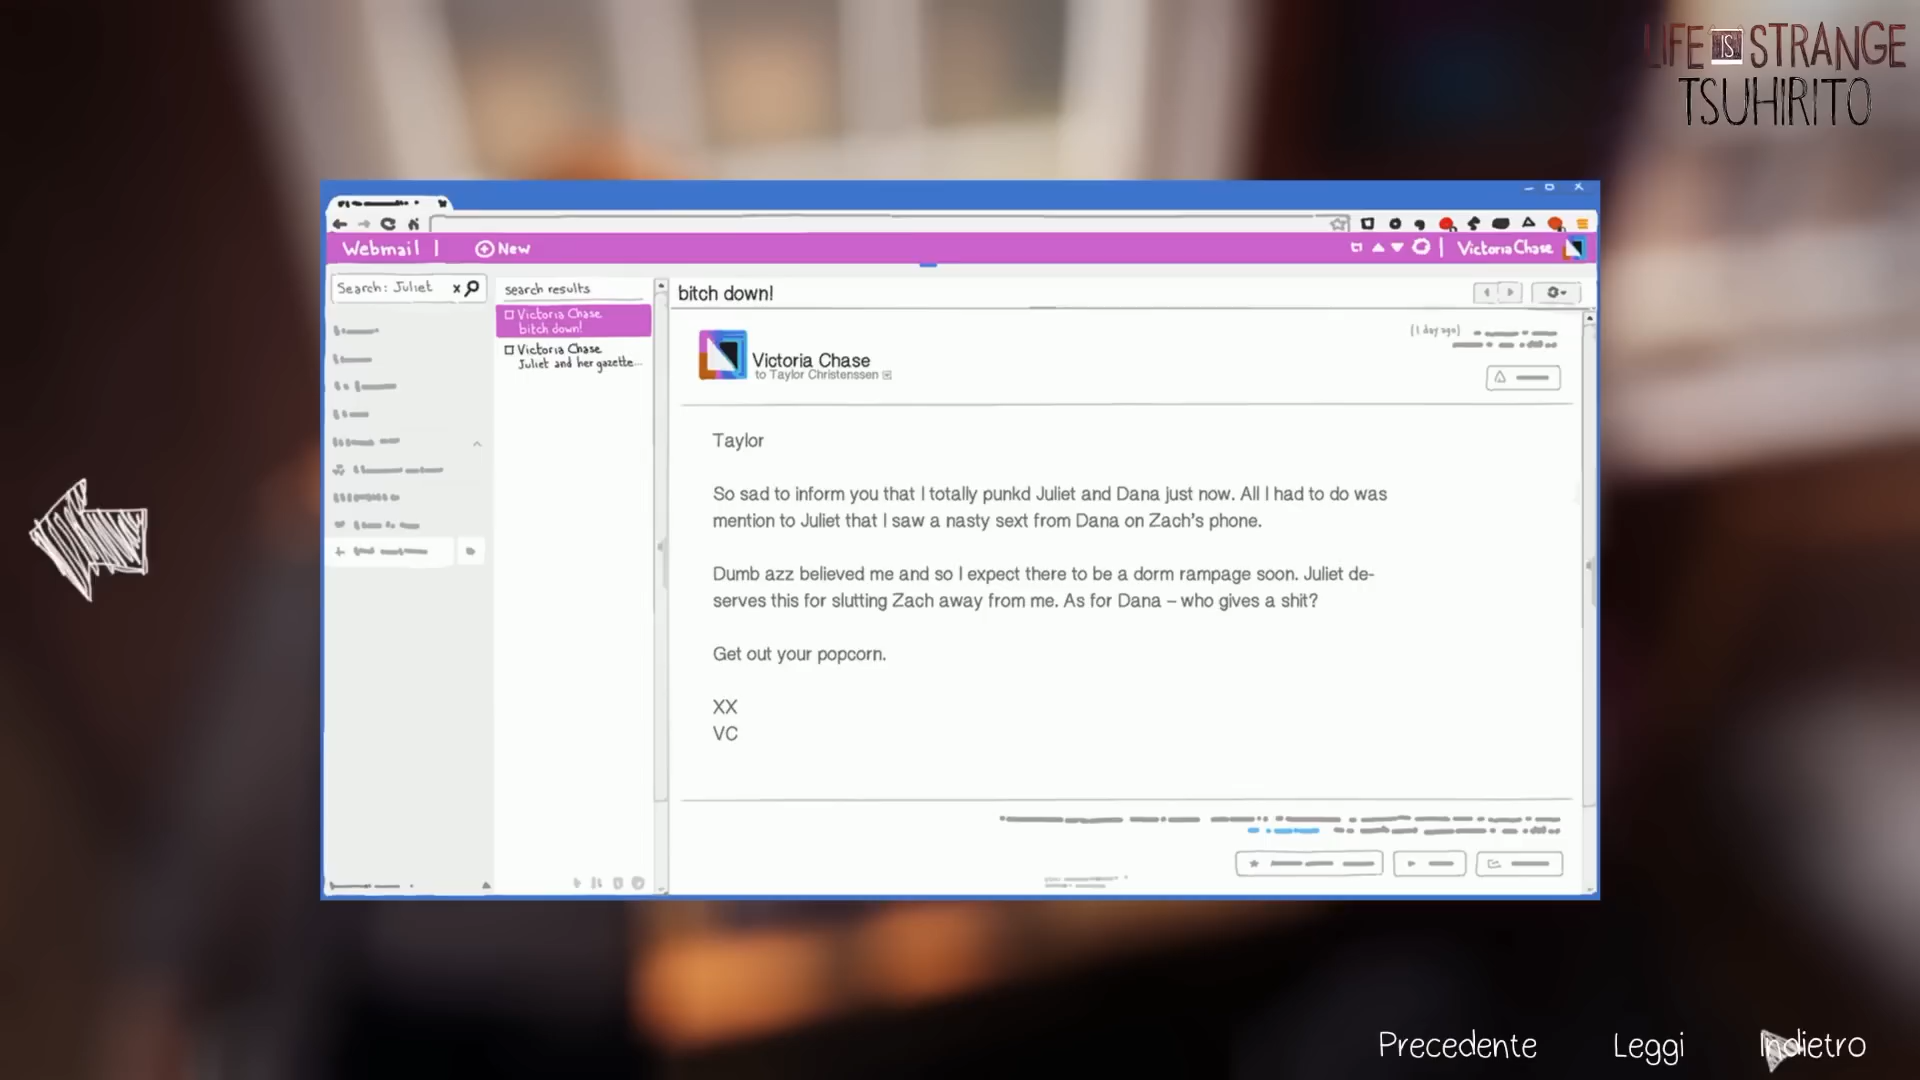 LIFE IS STRANGE
TSUHIRITO
Webmail |
New
Victoria Chase
Search: Juliet x
search results
Victoria Chase
bitch down!
Victoria Chase
Juliet and her gazette...
bitch down!
(1 day ago)
Victoria Chase
to Taylor Christenssen
Taylor
So sad to inform you that I totally punkd Juliet and Dana just now. All I had to do was
mention to Juliet that I saw a nasty sext from Dana on Zach's phone.
Dumb azz believed me and so I expect there to be a dorm rampage soon. Juliet de-
serves this for slutting Zach away from me. As for Dana – who gives a shit?
Get out your popcorn.
XX
VC
Precedente
Leggi
Indietro